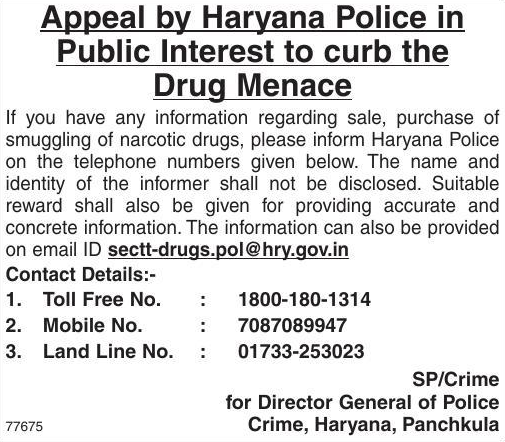 Appeal by Haryana Police in
Public Interest to curb the
Drug Menace
If you have any information regarding sale, purchase of
smuggling of narcotic drugs, please inform Haryana Police
on the telephone numbers given below. The name and
identity of the informer shall not be disclosed. Suitable
reward shall also be given for providing accurate and
concrete information. The information can also be provided
on email ID sectt-drugs.pol@hry.gov.in
Contact Details:-
1. Toll Free No. : 1800-180-1314
2. Mobile No. : 7087089947
3. Land Line No. : 01733-253023
SP/Crime
for Director General of Police
77675 Crime, Haryana, Panchkula